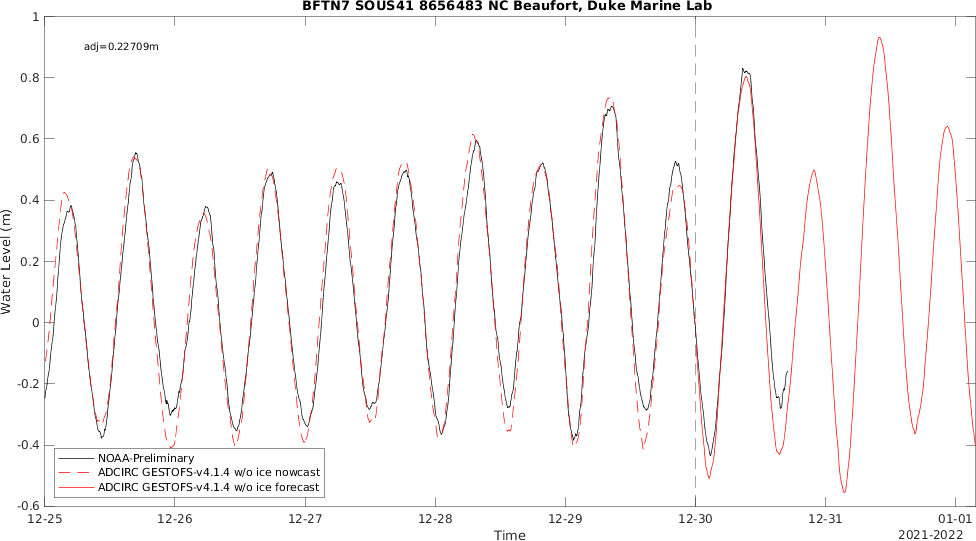 BFTN7 SOUS41 8656483 NC Beaufort, Duke Marine Lab
adj=0.22709m
1
0.8
0.6
0.4
0.2
0
-0.2
-0.4
-0.6
Water Level (m)
NOAA-Preliminary
ADCIRC GESTOFS-v4.1.4 w/o ice nowcast
ADCIRC GESTOFS-v4.1.4 w/o ice forecast
12-25 12-26 12-27 12-28 12-29 12-30 12-31 01-01
Time
2021-2022